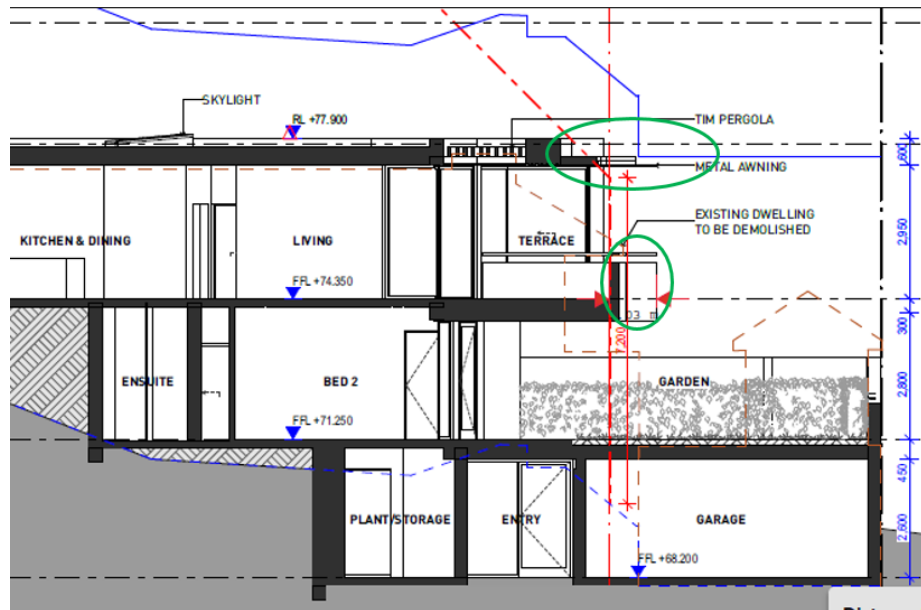 SKYLIGHT
RL +77.900
TIM PERGOLA
METAL AWNING
600
EXISTING DWELLING
TO BE DEMOLISHED
2,950
KITCHEN & DINING
LIVING
TERRACE
FFL +74.350
03 m
300
7.200
ENSUITE
BED 2
GARDEN
2,800
FFL +71.250
450
PLANT/STORAGE
ENTRY
GARAGE
2,600
FFL +68.200